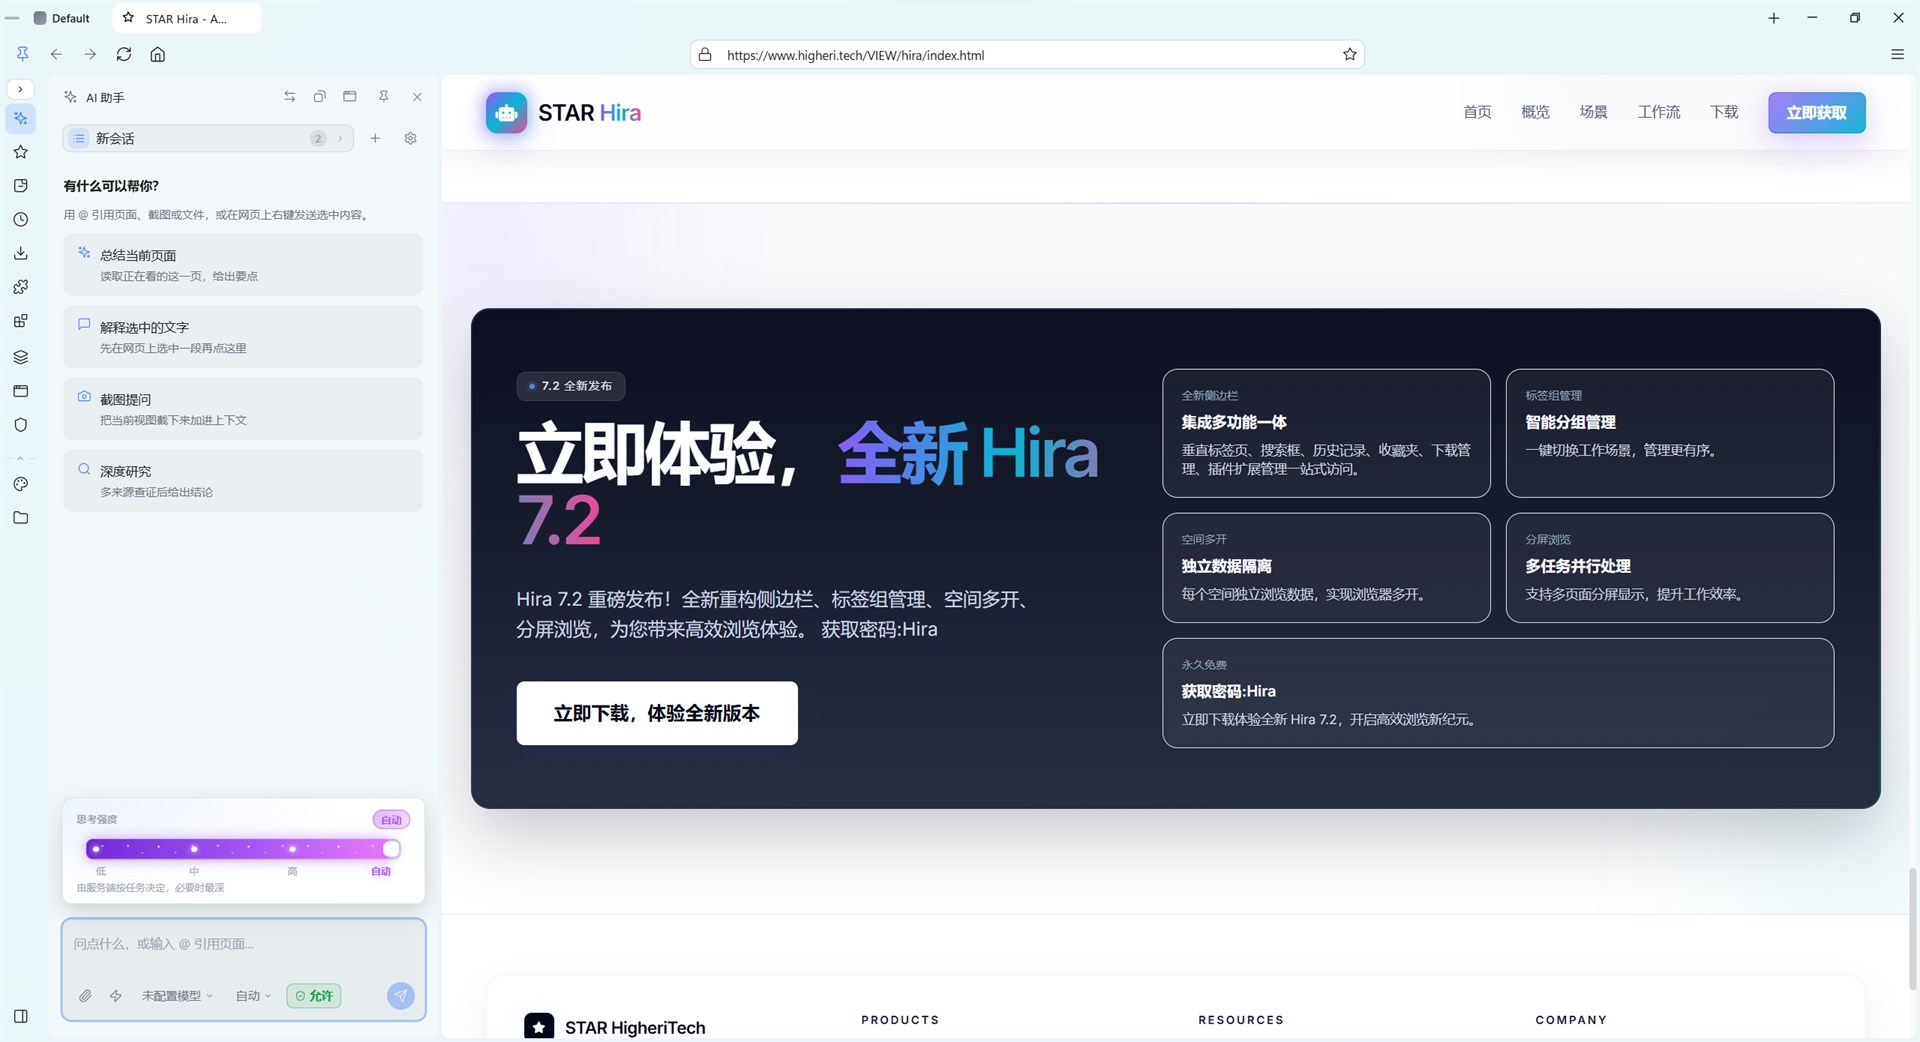 Default
STAR Hira - A...
https://www.higheri.tech/VIEW/hira/index.html
AI 助手
新会话
2
有什么可以帮你？
用 @ 引用页面、截图或文件，或在网页上右键发送选中内容。
总结当前页面
读取正在看的这一页，给出要点
解释选中的文字
先在网页上选中一段再点这里
截图提问
把当前视图截下来加进上下文
深度研究
多来源查证后给出结论
思考强度
自动
低
中
高
自动
由服务端按任务决定，必要时最深
问点什么，或输入 @ 引用页面...
未配置模型
自动
允许
STAR Hira
首页
概览
场景
工作流
下载
立即获取
7.2 全新发布
立即体验，全新 Hira
7.2
Hira 7.2 重磅发布！全新重构侧边栏、标签组管理、空间多开、
分屏浏览，为您带来高效浏览体验。 获取密码:Hira
立即下载，体验全新版本
全新侧边栏
集成多功能一体
垂直标签页、搜索框、历史记录、收藏夹、下载管
理、插件扩展管理一站式访问。
标签组管理
智能分组管理
一键切换工作场景，管理更有序。
空间多开
独立数据隔离
每个空间独立浏览数据，实现浏览器多开。
分屏浏览
多任务并行处理
支持多页面分屏显示，提升工作效率。
永久免费
获取密码:Hira
立即下载体验全新 Hira 7.2，开启高效浏览新纪元。
STAR HigheriTech
PRODUCTS
RESOURCES
COMPANY